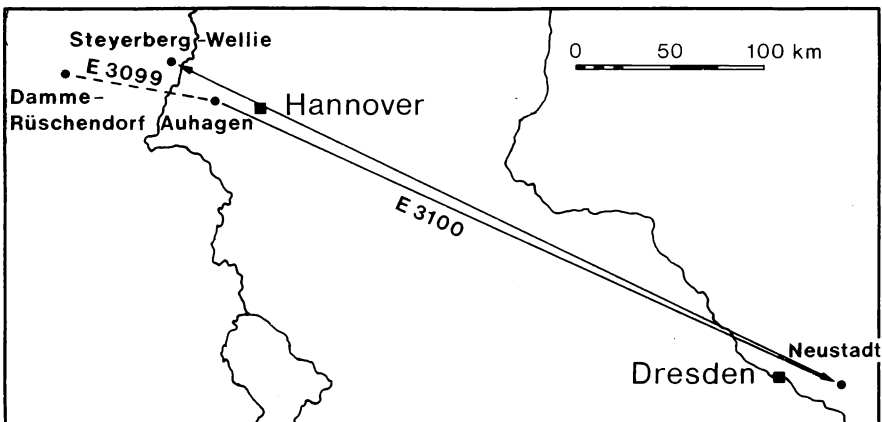 Steyerberg-Wellie
0 50 100 km
E 3099
Damme-
Rüschendorf Auhagen
Hannover
E 3100
Neustadt
Dresden